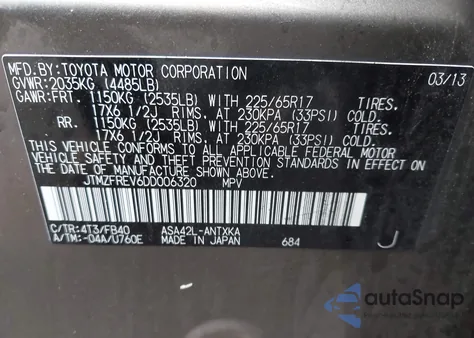 MFD.BY:TOYOTA MOTOR CORPORATION 03/13
GVWR:2035KG (4485LB)
GAWR:FRT. 1150KG (2535LB) WITH 225/65R17 TIRES.
17X6 1/2J RIMS, AT 230KPA (33PSI) COLD.
RR. 1150KG (2535LB) WITH 225/65R17 TIRES.
17X6 1/2J RIMS, AT 230KPA (33PSI) COLD.
THIS VEHICLE CONFORMS TO ALL APPLICABLE FEDERAL MOTOR
VEHICLE SAFETY STANDARDS IN EFFECT ON
THE DATE OF MANUFACTURE SHOWN ABOVE.
JTMZFREV6DD006320 MPV
C/TR:4T3/FB40 ASA42L-ANTXKA
A/TM:-04A/U760E MADE IN JAPAN 684 J
autoSnap